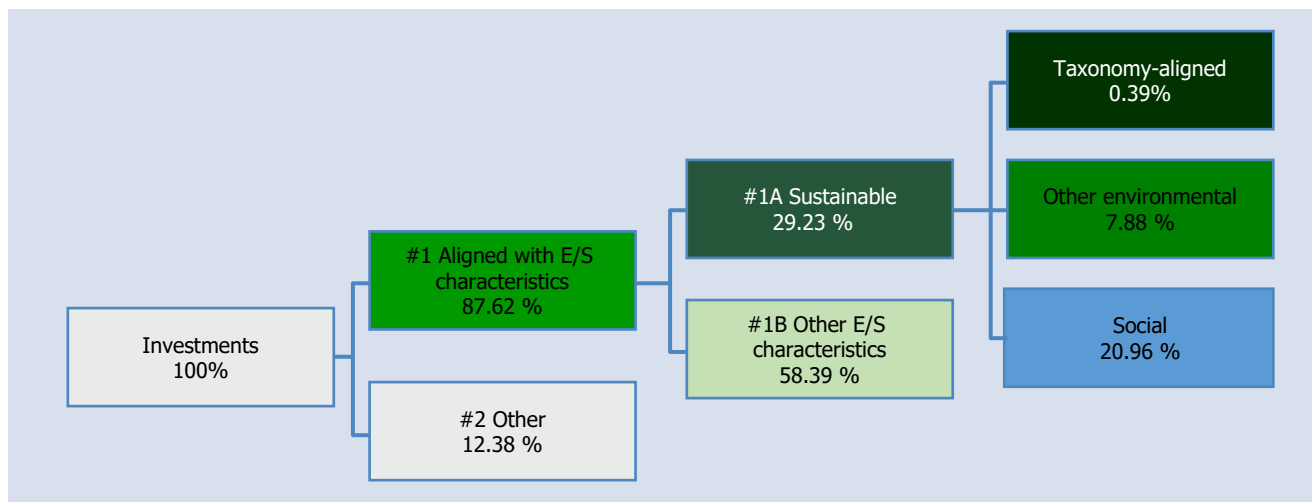 Investments
100%
#1 Aligned with E/S
characteristics
87.62 %
#2 Other
12.38 %
#1A Sustainable
29.23 %
#1B Other E/S
characteristics
58.39 %
Taxonomy-aligned
0.39%
Other environmental
7.88 %
Social
20.96 %